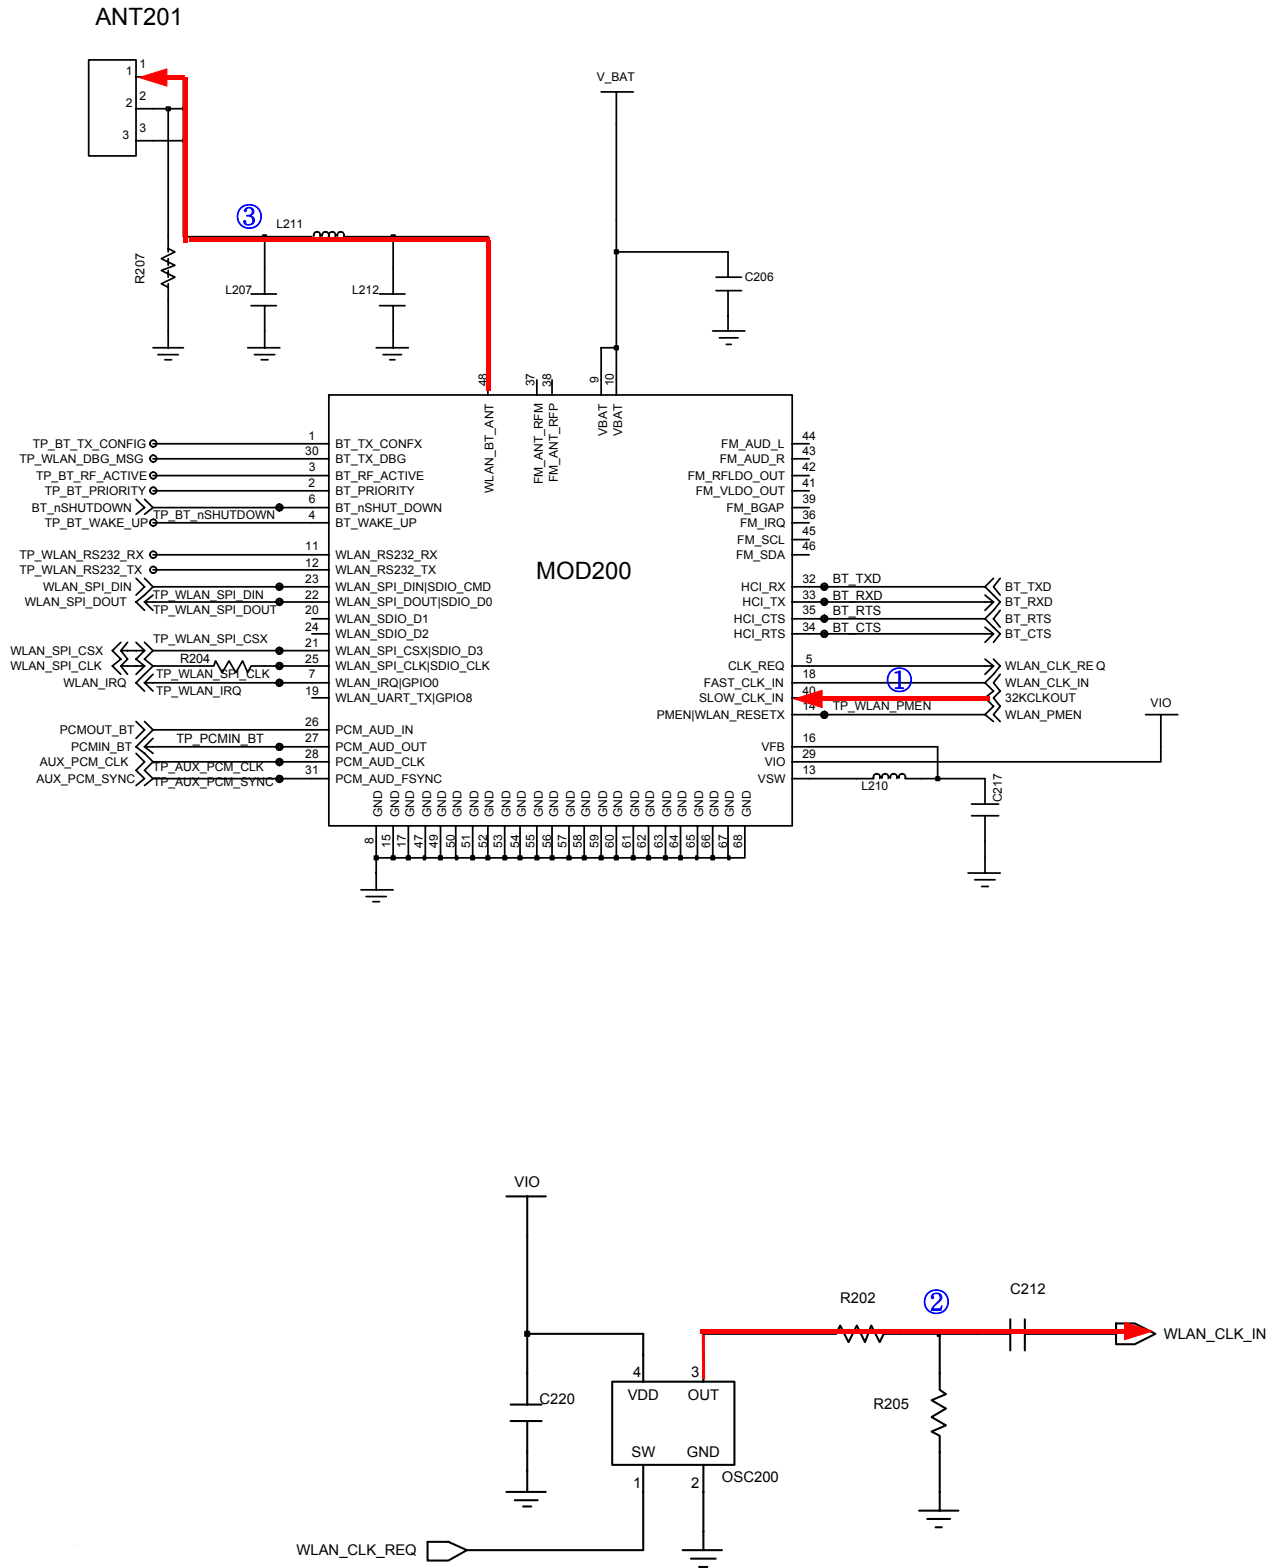 ANT201
1 1
2 2
3 3
V_BAT
③
L211
R207
L207
L212
C206
48 37 38 9 10
WLAN_BT_ANT FM_ANT_RFM FM_ANT_RFP VBAT VBAT
TP_BT_TX_CONFIG 1 BT_TX_CONFX
TP_WLAN_DBG_MSG 30 BT_TX_DBG
TP_BT_RF_ACTIVE 3 BT_RF_ACTIVE
TP_BT_PRIORITY 2 BT_PRIORITY
BT_nSHUTDOWN TP_BT_nSHUTDOWN 6 BT_nSHUT_DOWN
TP_BT_WAKE_UP 4 BT_WAKE_UP
TP_WLAN_RS232_RX 11 WLAN_RS232_RX
TP_WLAN_RS232_TX 12 WLAN_RS232_TX
WLAN_SPI_DIN TP_WLAN_SPI_DIN 23 WLAN_SPI_DIN|SDIO_CMD
WLAN_SPI_DOUT TP_WLAN_SPI_DOUT 22 WLAN_SPI_DOUT|SDIO_D0
20 WLAN_SDIO_D1
24 WLAN_SDIO_D2
WLAN_SPI_CSX TP_WLAN_SPI_CSX 21 WLAN_SPI_CSX|SDIO_D3
WLAN_SPI_CLK R204 TP_WLAN_SPI_CLK 25 WLAN_SPI_CLK|SDIO_CLK
WLAN_IRQ TP_WLAN_IRQ 7 WLAN_IRQ|GPIO0
19 WLAN_UART_TX|GPIO8
PCMOUT_BT 26 PCM_AUD_IN
PCMIN_BT TP_PCMIN_BT 27 PCM_AUD_OUT
AUX_PCM_CLK TP_AUX_PCM_CLK 28 PCM_AUD_CLK
AUX_PCM_SYNC TP_AUX_PCM_SYNC 31 PCM_AUD_FSYNC
MOD200
FM_AUD_L 44
FM_AUD_R 43
FM_RFLDO_OUT 42
FM_VLDO_OUT 41
FM_BGAP 39
FM_IRQ 36
FM_SCL 45
FM_SDA 46
HCI_RX 32 BT_TXD BT_TXD
HCI_TX 33 BT_RXD BT_RXD
HCI_CTS 35 BT_RTS BT_RTS
HCI_RTS 34 BT_CTS BT_CTS
CLK_REQ 5 WLAN_CLK_REQ
FAST_CLK_IN 18 ① WLAN_CLK_IN
SLOW_CLK_IN 40 32KCLKOUT
PMEN|WLAN_RESETX 14 TP_WLAN_PMEN WLAN_PMEN
VIO
VFB 16
VIO 29
VSW 13
L210
C217
GND GND GND GND GND GND GND GND GND GND GND GND GND GND GND GND GND GND GND GND GND GND GND GND
8 15 17 47 49 50 51 52 53 54 55 56 57 58 59 60 61 62 63 64 65 66 67 68
VIO
R202
②
C212
WLAN_CLK_IN
4 3
VDD OUT
C220
R205
SW GND
OSC200
1 2
WLAN_CLK_REQ